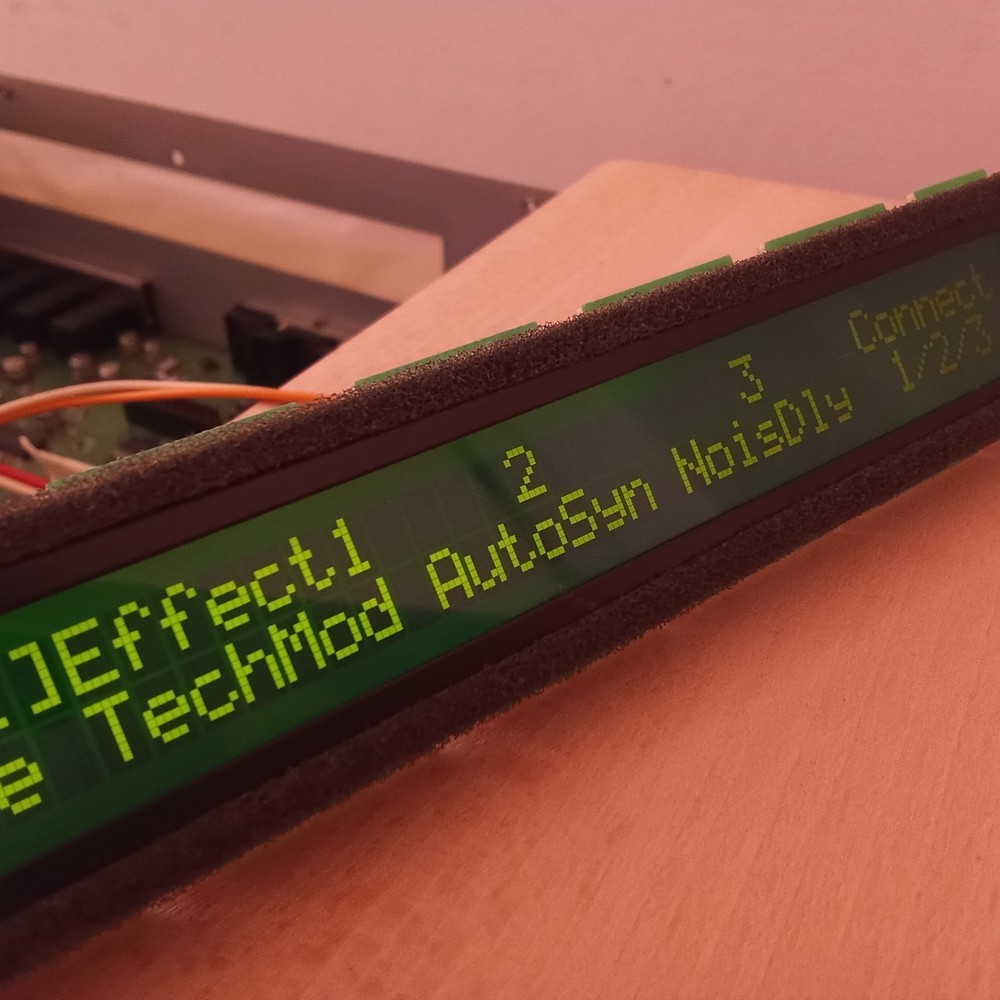 ]Effect1 2 3 Connect
e TechMod AutoSyn NoisDly 1/2/3